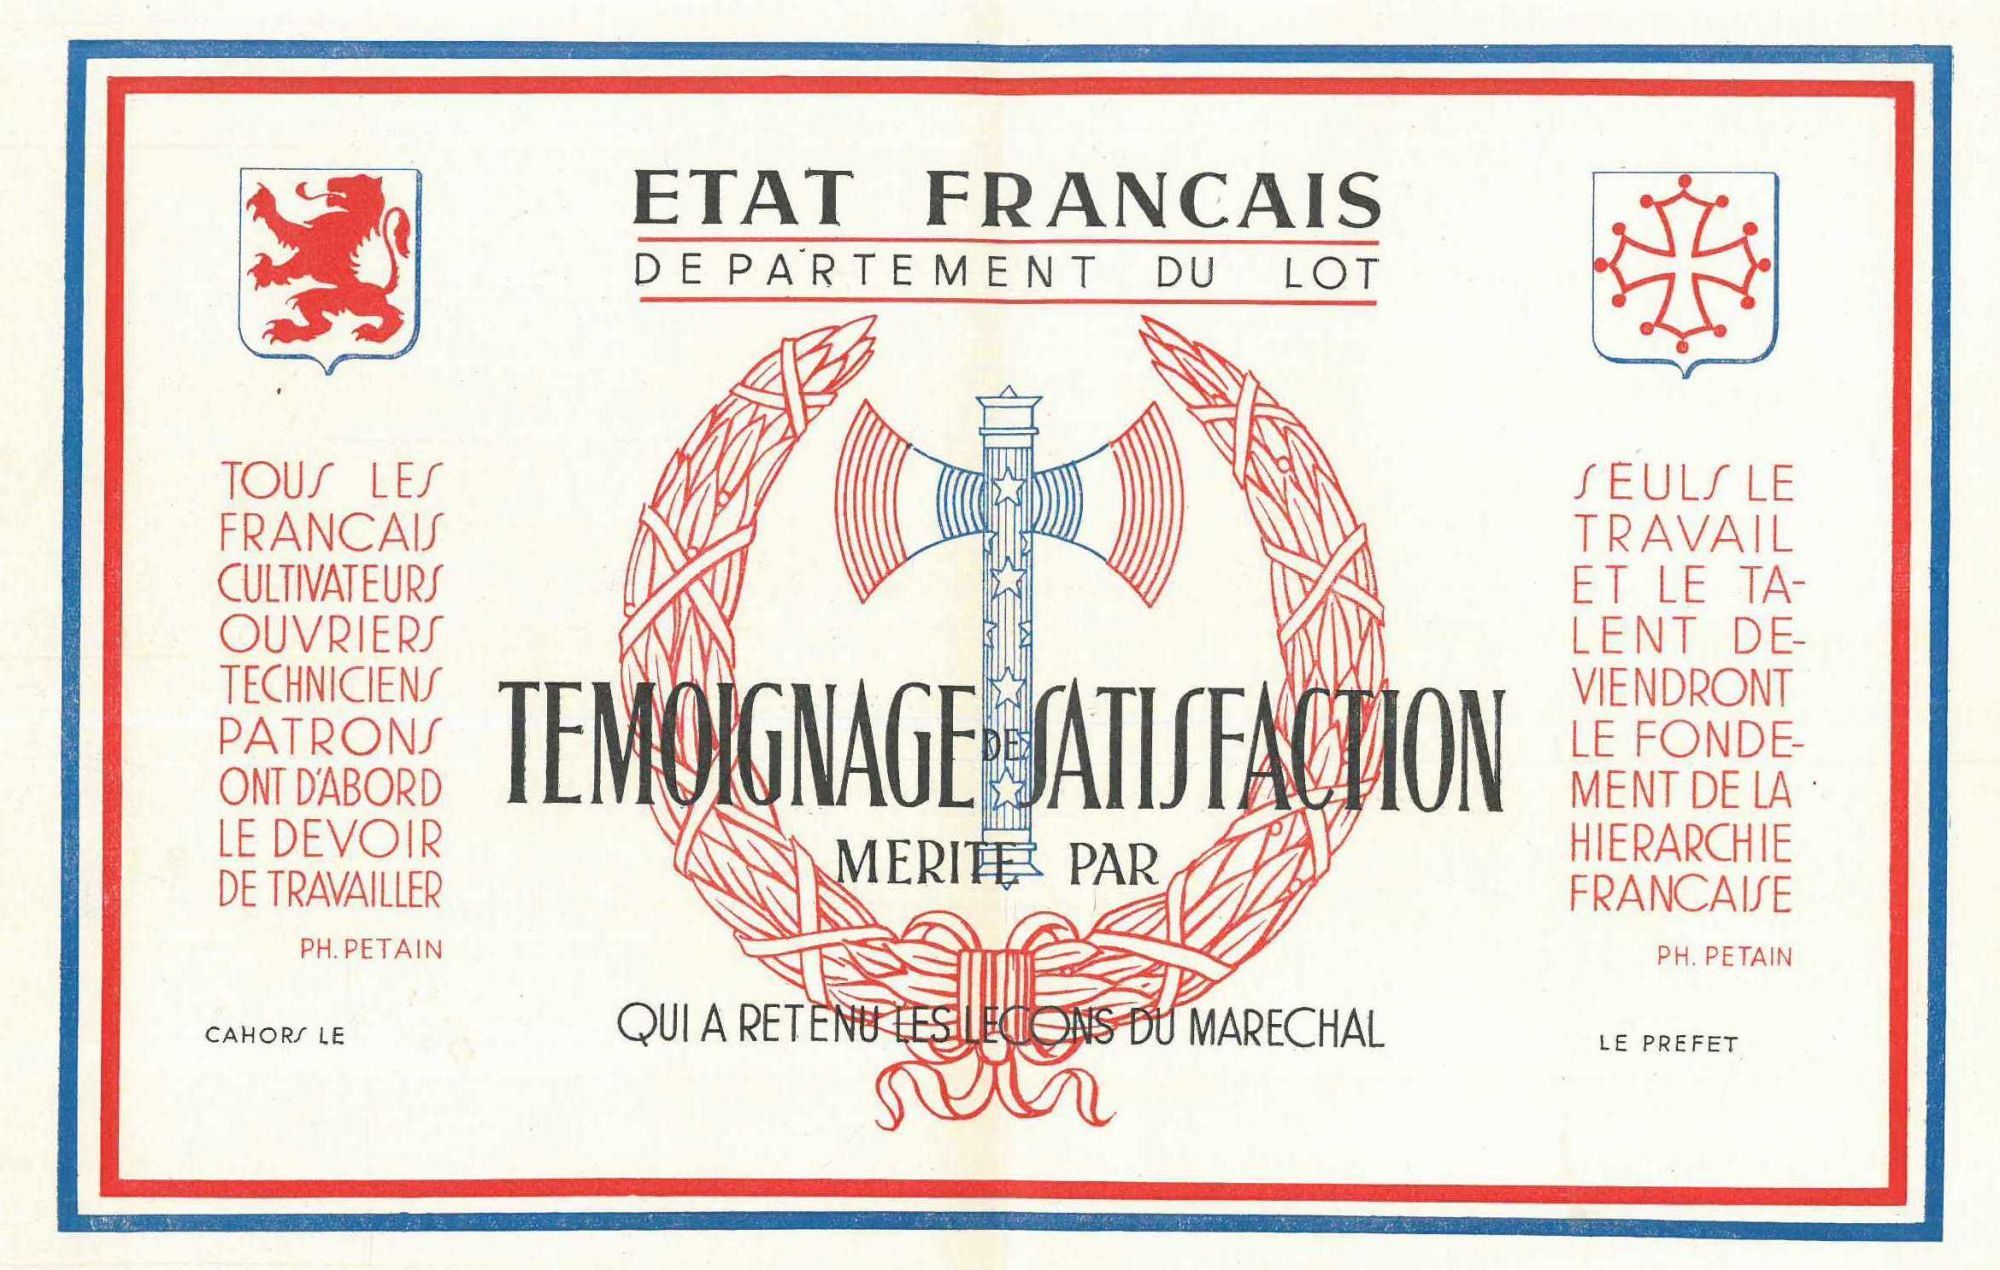 ETAT FRANCAIS
DEPARTEMENT DU LOT
TOUS LES
FRANCAIS
CULTIVATEURS
OUVRIERS
TECHNICIENS
PATRONS
ONT D'ABORD
LE DEVOIR
DE TRAVAILLER
PH. PETAIN
CAHORS LE
TEMOIGNAGE DE SATISFACTION
MERITE PAR
QUI A RETENU LES LECONS DU MARECHAL
SEULS LE
TRAVAIL
ET LE TA-
LENT DE-
VIENDRONT
LE FONDE-
MENT DE LA
HIERARCHIE
FRANCAISE
PH. PETAIN
LE PREFET